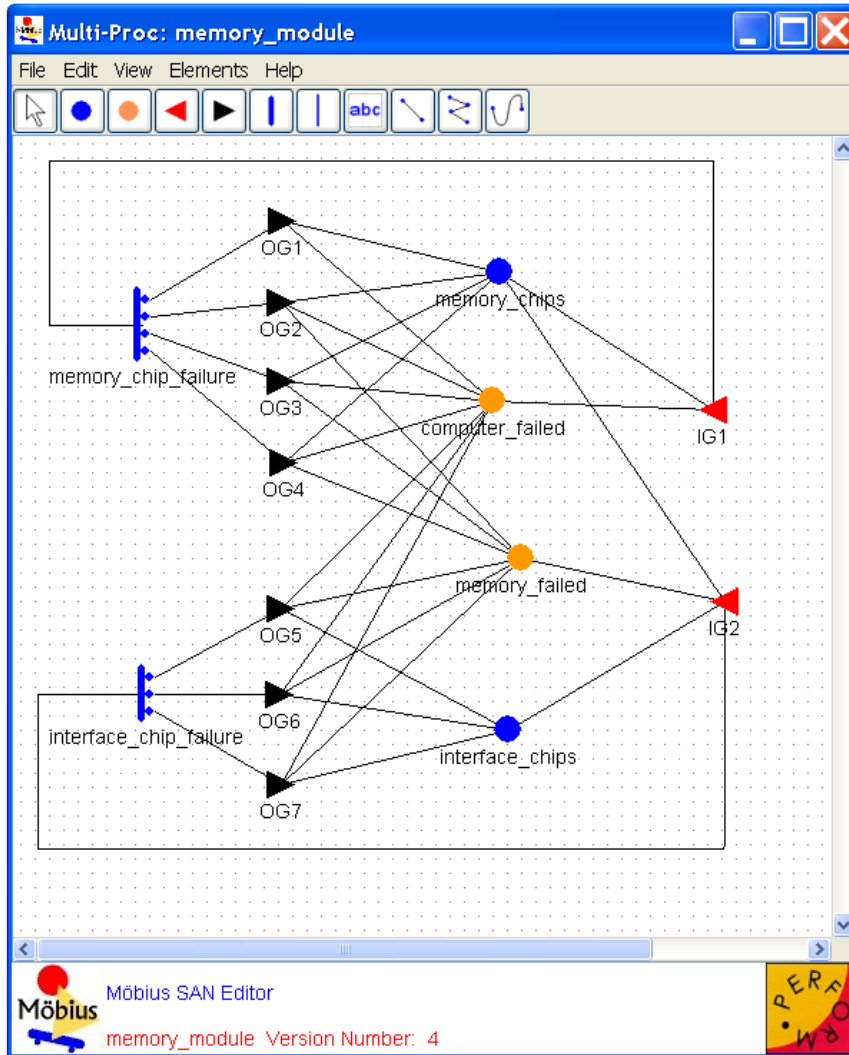 Multi-Proc: memory_module
File Edit View Elements Help
abc
OG1
memory_chips
OG2
memory_chip_failure
OG3
computer_failed
IG1
OG4
memory_failed
OG5
IG2
OG6
interface_chip_failure
interface_chips
OG7
Möbius
Möbius SAN Editor
memory_module Version Number: 4
PERFORM